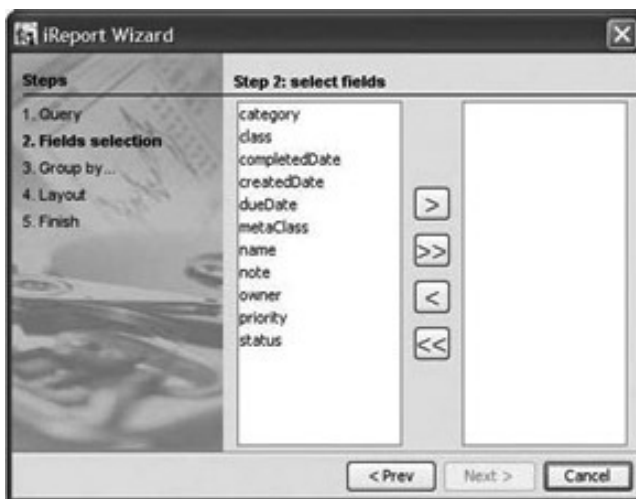 iReport Wizard
Steps
1. Query
2. Fields selection
3. Group by...
4. Layout
5. Finish
Step 2: select fields
category
class
completedDate
createdDate
dueDate
metaClass
name
note
owner
priority
status
>
>>
<
<<
< Prev
Next >
Cancel